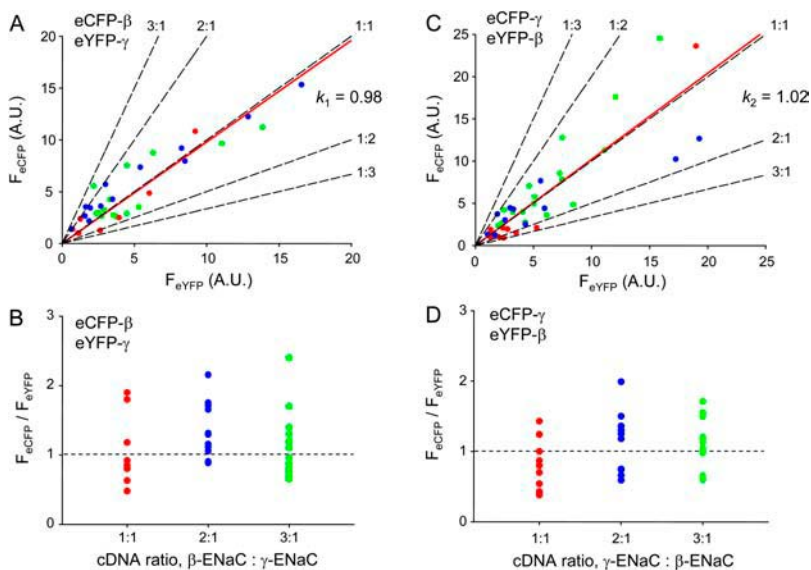 A
eCFP-β
eYFP-γ
3:1
2:1
1:1
k1 = 0.98
1:2
1:3
20
15
10
5
0
FeCFP (A.U.)
0
5
10
15
20
FeYFP (A.U.)
C
eCFP-γ
eYFP-β
1:3
1:2
1:1
k2 = 1.02
2:1
3:1
25
20
15
10
5
0
FeCFP (A.U.)
0
5
10
15
20
25
FeYFP (A.U.)
B
eCFP-β
eYFP-γ
3
2
1
0
FeCFP / FeYFP
1:1
2:1
3:1
cDNA ratio, β-ENaC : γ-ENaC
D
eCFP-γ
eYFP-β
3
2
1
0
FeCFP / FeYFP
1:1
2:1
3:1
cDNA ratio, γ-ENaC : β-ENaC